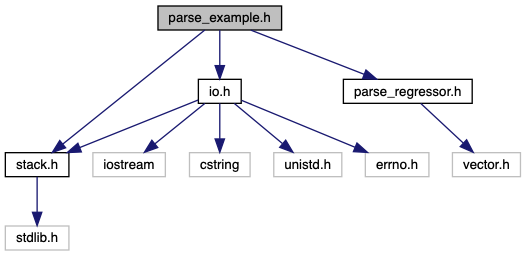 parse_example.h
io.h
parse_regressor.h
stack.h
iostream
cstring
unistd.h
errno.h
vector.h
stdlib.h